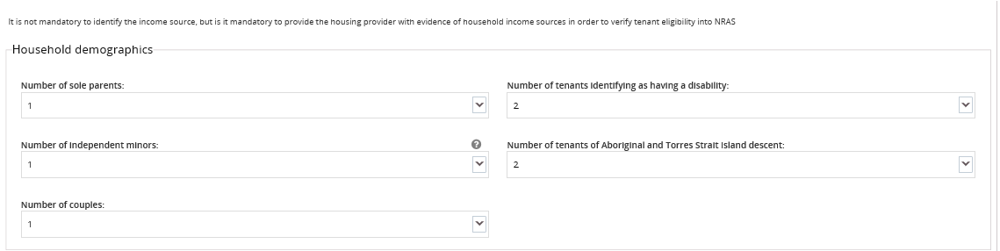 It is not mandatory to identify the income source, but is it mandatory to provide the housing provider with evidence of household income sources in order to verify tenant eligibility into NRAS
Household demographics
Number of sole parents:
1
Number of tenants identifying as having a disability:
2
Number of independent minors:
?
1
Number of tenants of Aboriginal and Torres Strait Island descent:
2
Number of couples:
1